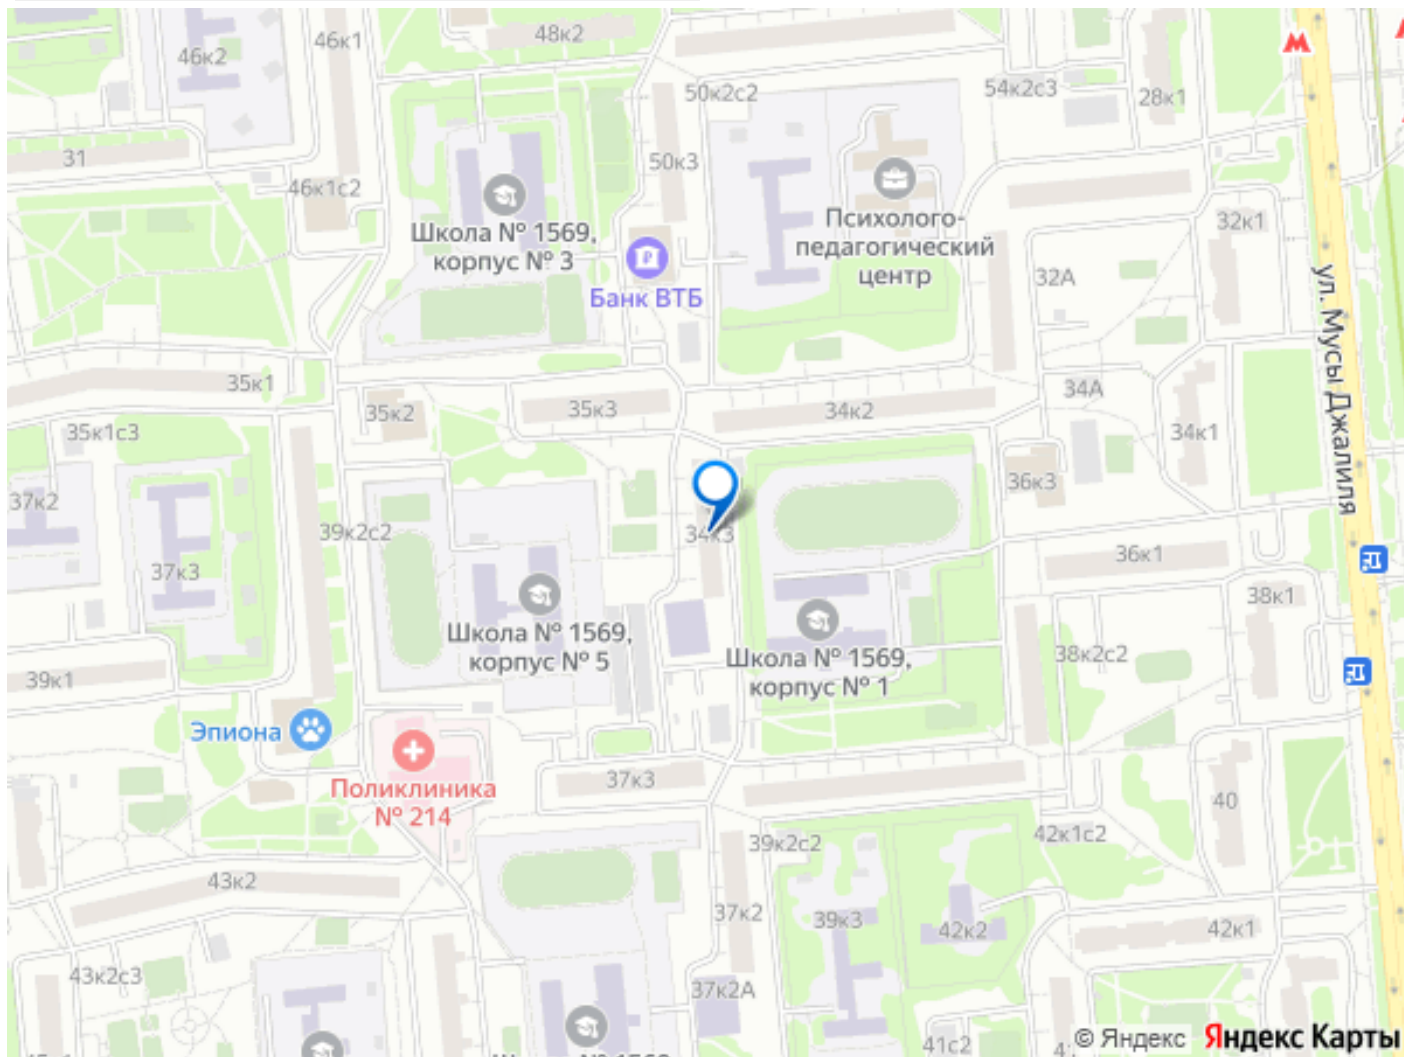 48к2
46к1
46к2
50к2с2
54к2с3
28к1
31
50к3
46к1с2
Школа № 1569,
корпус № 3
Психолого-
педагогический
центр
32к1
32А
Банк ВТБ
ул. Мусы Джалиля
35к1
35к2
35к3
34к2
34А
35к1с3
34к1
36к3
37к2
39к2с2
34к3
36к1
37к3
38к1
Школа № 1569,
корпус № 5
Школа № 1569,
корпус № 1
38к2с2
39к1
Эпиона
37к3
Поликлиника
№ 214
40
39к2с2
42к1с2
43к2
37к2
39к3
42к2
42к1
43к2с3
37к2А
41с2
© Яндекс Яндекс Карты